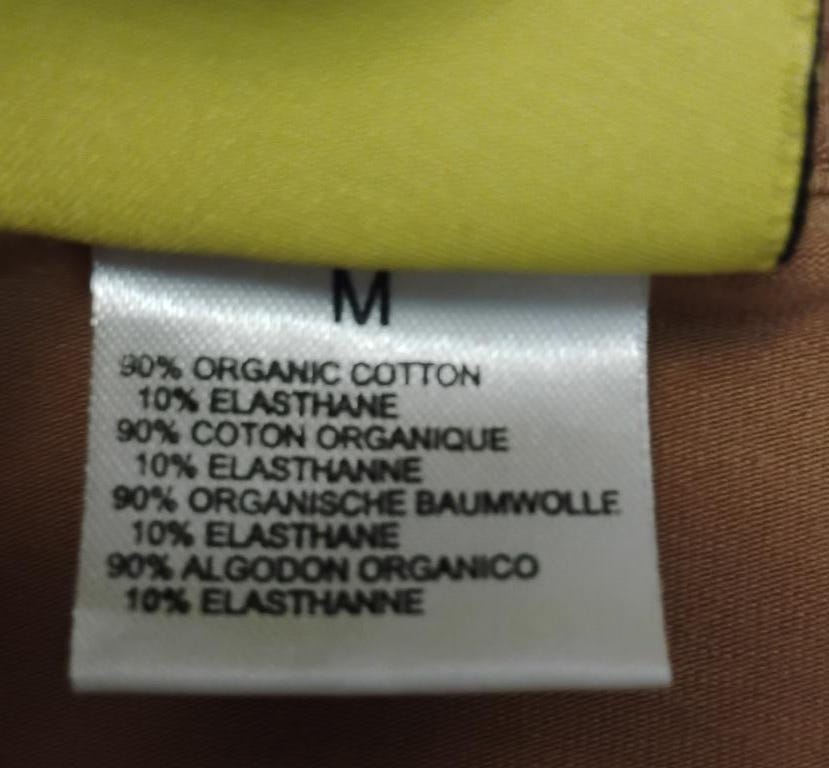 M
90% ORGANIC COTTON
10% ELASTHANE
90% COTON ORGANIQUE
10% ELASTHANNE
90% ORGANISCHE BAUMWOLLE
10% ELASTHANE
90% ALGODON ORGANICO
10% ELASTHANNE